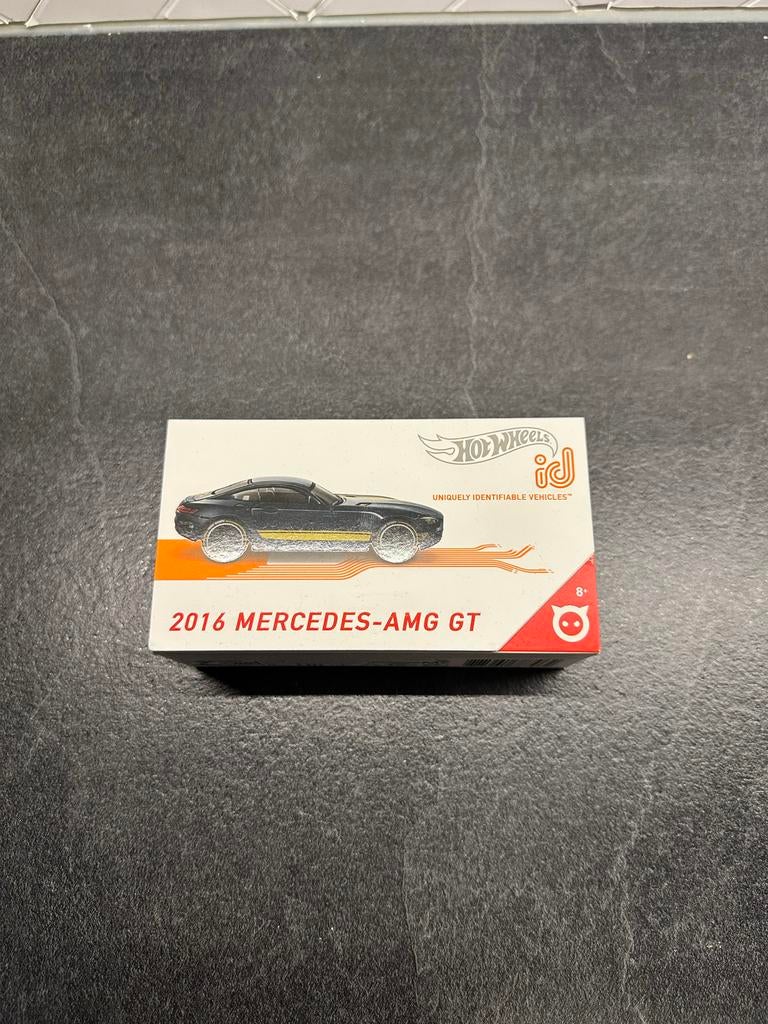 Hot Wheels
id
UNIQUELY IDENTIFIABLE VEHICLES™
8+
2016 MERCEDES-AMG GT